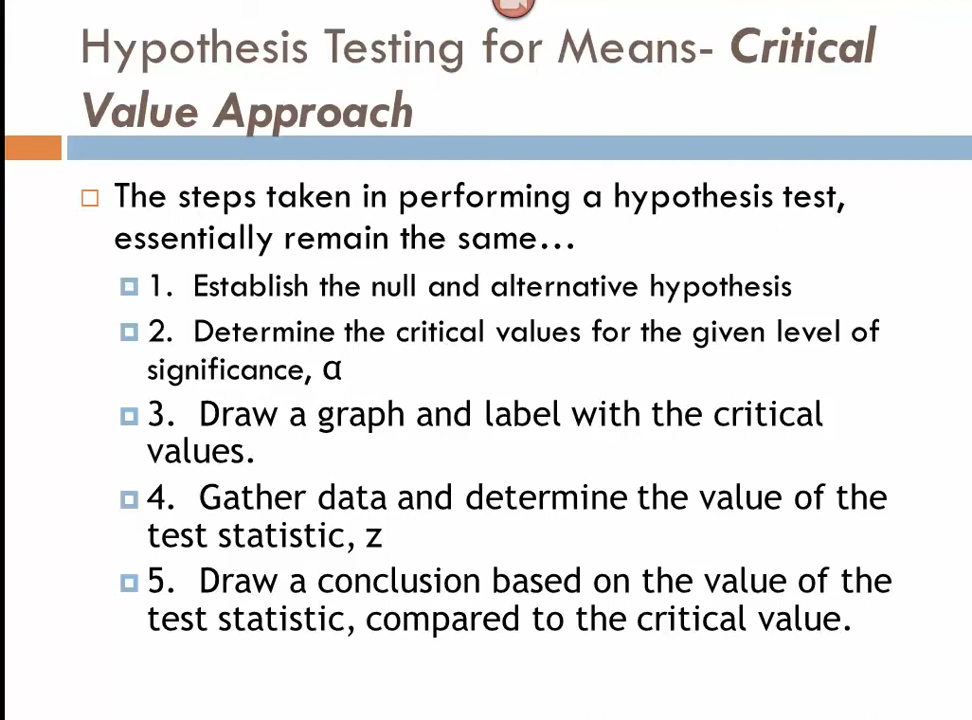 Hypothesis Testing for Means- Critical
Value Approach
The steps taken in performing a hypothesis test,
essentially remain the same…
1. Establish the null and alternative hypothesis
2. Determine the critical values for the given level of
significance, α
3. Draw a graph and label with the critical
values.
4. Gather data and determine the value of the
test statistic, z
5. Draw a conclusion based on the value of the
test statistic, compared to the critical value.